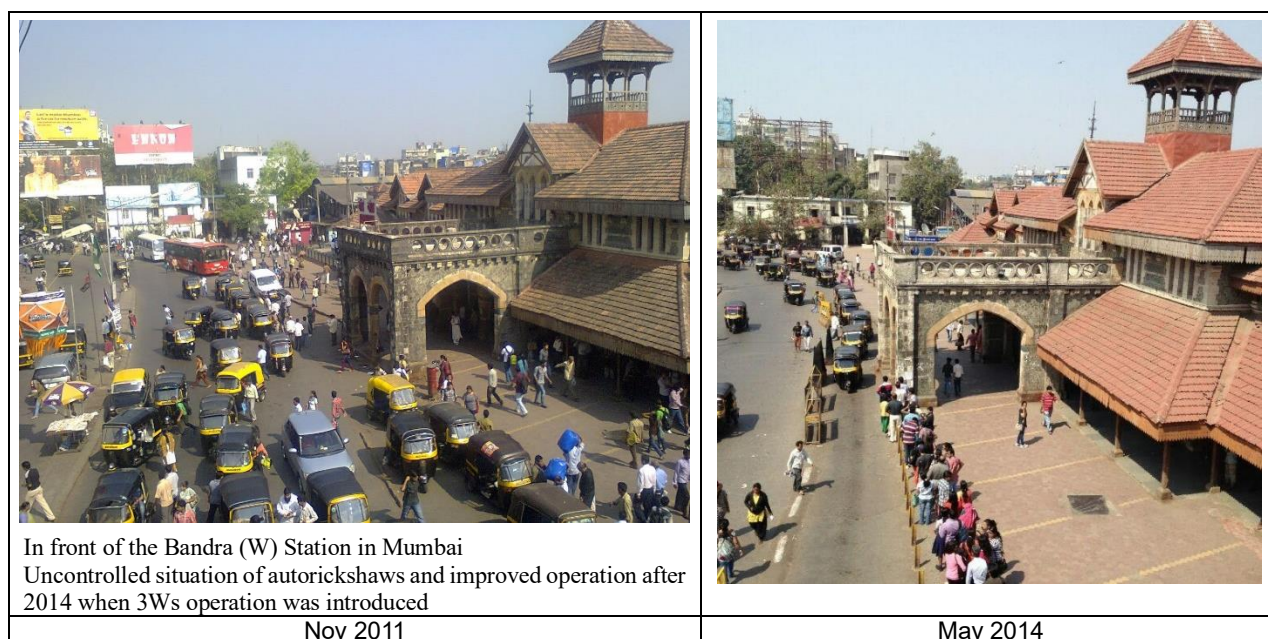 In front of the Bandra (W) Station in Mumbai
Uncontrolled situation of autorickshaws and improved operation after
2014 when 3Ws operation was introduced
Nov 2011
May 2014